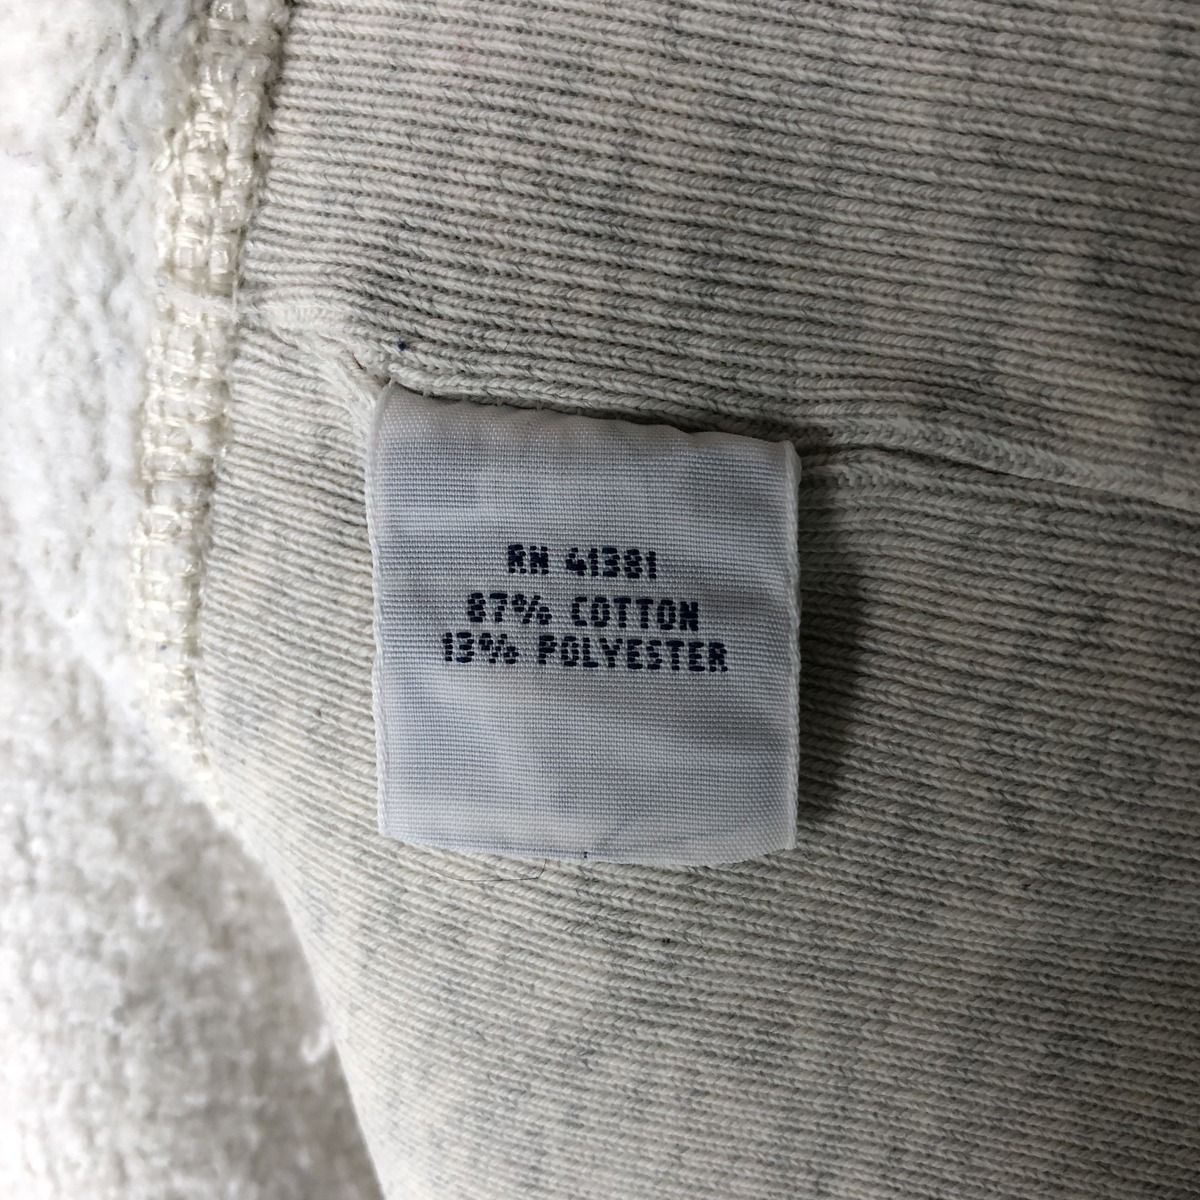 RN 41381
87% COTTON
13% POLYESTER